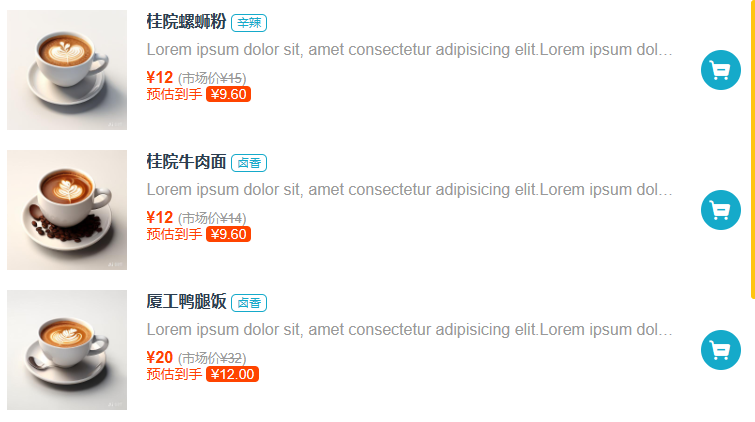 桂院螺蛳粉 辛辣
Lorem ipsum dolor sit, amet consectetur adipisicing elit.Lorem ipsum dol...
¥12 (市场价¥15)
预估到手 ¥9.60
桂院牛肉面 卤香
Lorem ipsum dolor sit, amet consectetur adipisicing elit.Lorem ipsum dol...
¥12 (市场价¥14)
预估到手 ¥9.60
厦工鸭腿饭 卤香
Lorem ipsum dolor sit, amet consectetur adipisicing elit.Lorem ipsum dol...
¥20 (市场价¥32)
预估到手 ¥12.00